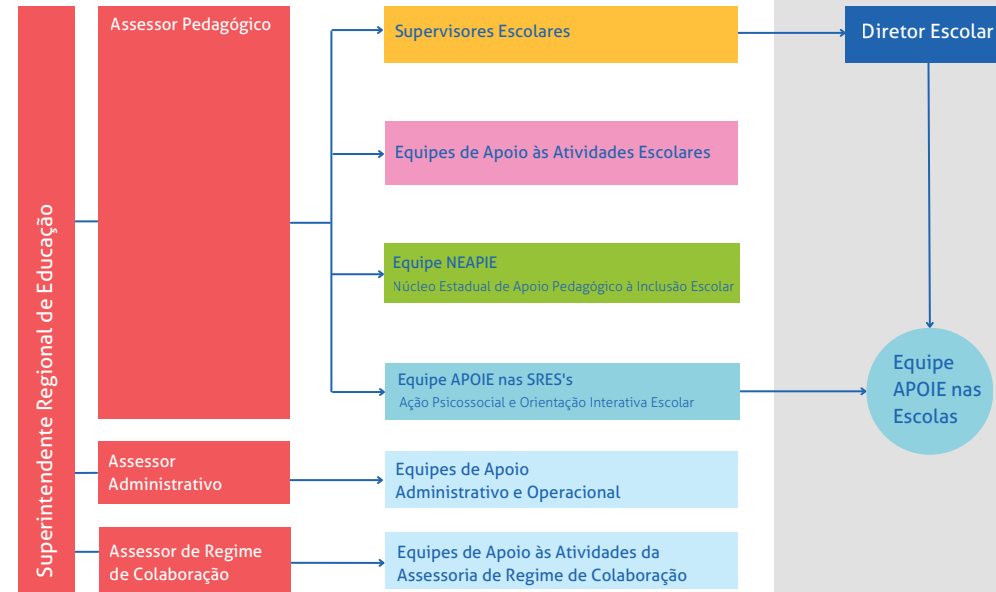 Superintendente Regional de Educação
Assessor Pedagógico
Supervisores Escolares
Diretor Escolar
Equipes de Apoio às Atividades Escolares
Equipe NEAPIE
Núcleo Estadual de Apoio Pedagógico à Inclusão Escolar
Equipe APOIE nas SRES's
Ação Psicossocial e Orientação Interativa Escolar
Equipe
APOIE nas
Escolas
Assessor
Administrativo
Equipes de Apoio
Administrativo e Operacional
Assessor de Regime
de Colaboração
Equipes de Apoio às Atividades da
Assessoria de Regime de Colaboração